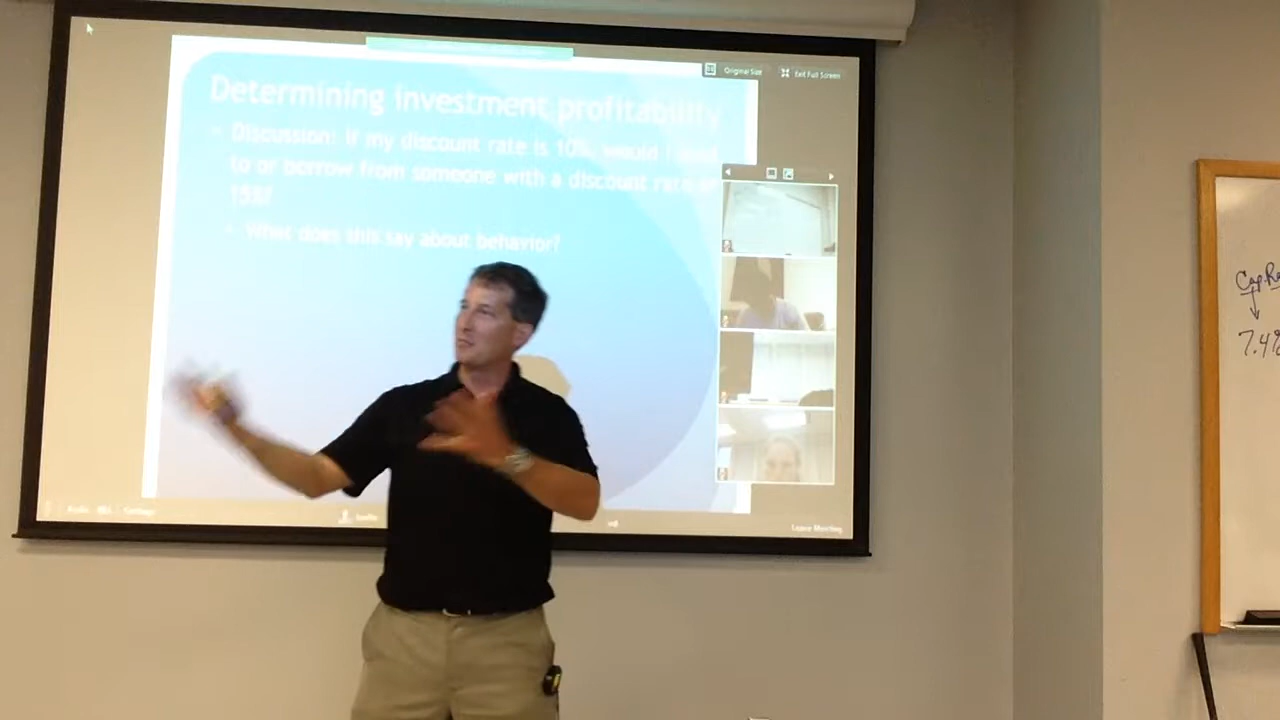 Original Size Exit Full Screen
Determining investment profitability
Discussion: If my discount rate is 10%, would I lend
to or borrow from someone with a discount rate of
15%?
What does this say about behavior?
Leave Meeting
Cap
7.4%